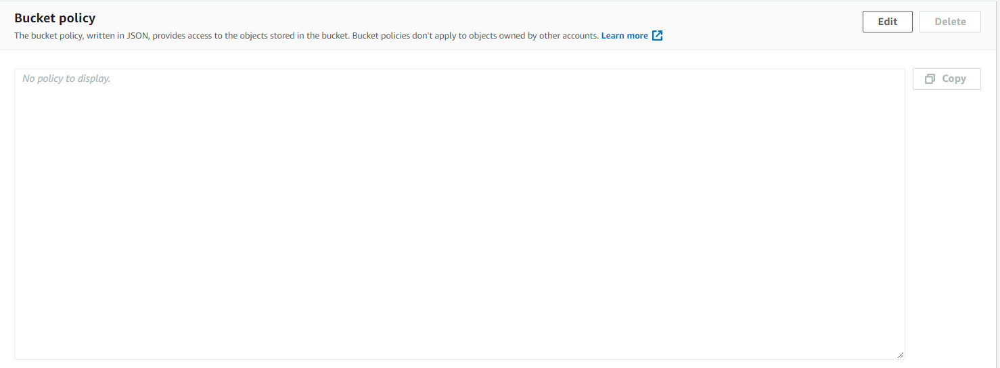 Bucket policy
Edit
Delete
The bucket policy, written in JSON, provides access to the objects stored in the bucket. Bucket policies don't apply to objects owned by other accounts. Learn more
No policy to display.
Copy